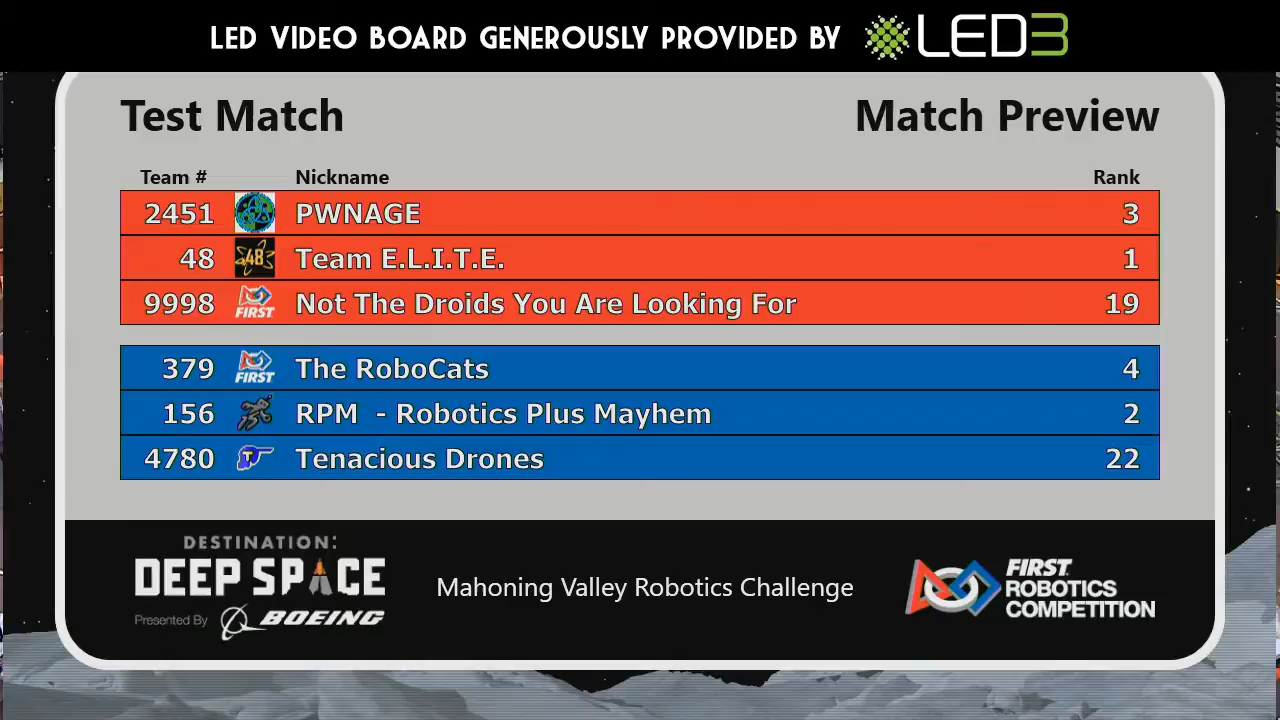 LED VIDEO BOARD GENEROUSLY PROVIDED BY LED3
Test Match Match Preview
Team # Nickname Rank
2451 PWNAGE 3
48 48 Team E.L.I.T.E. 1
9998 FIRST Not The Droids You Are Looking For 19
379 FIRST The RoboCats 4
156 RPM - Robotics Plus Mayhem 2
4780 T Tenacious Drones 22
DESTINATION:
DEEP SPACE
Presented By BOEING
Mahoning Valley Robotics Challenge
FIRST
ROBOTICS
COMPETITION